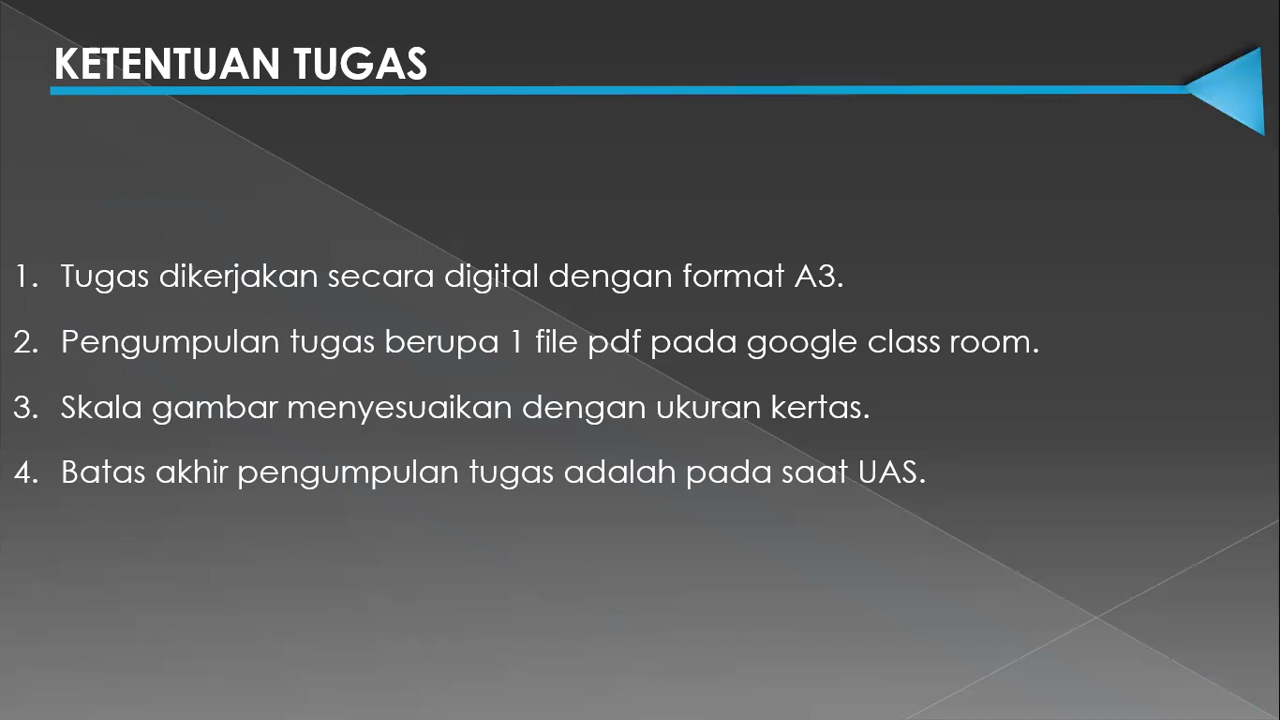 KETENTUAN TUGAS
1. Tugas dikerjakan secara digital dengan format A3.
2. Pengumpulan tugas berupa 1 file pdf pada google class room.
3. Skala gambar menyesuaikan dengan ukuran kertas.
4. Batas akhir pengumpulan tugas adalah pada saat UAS.